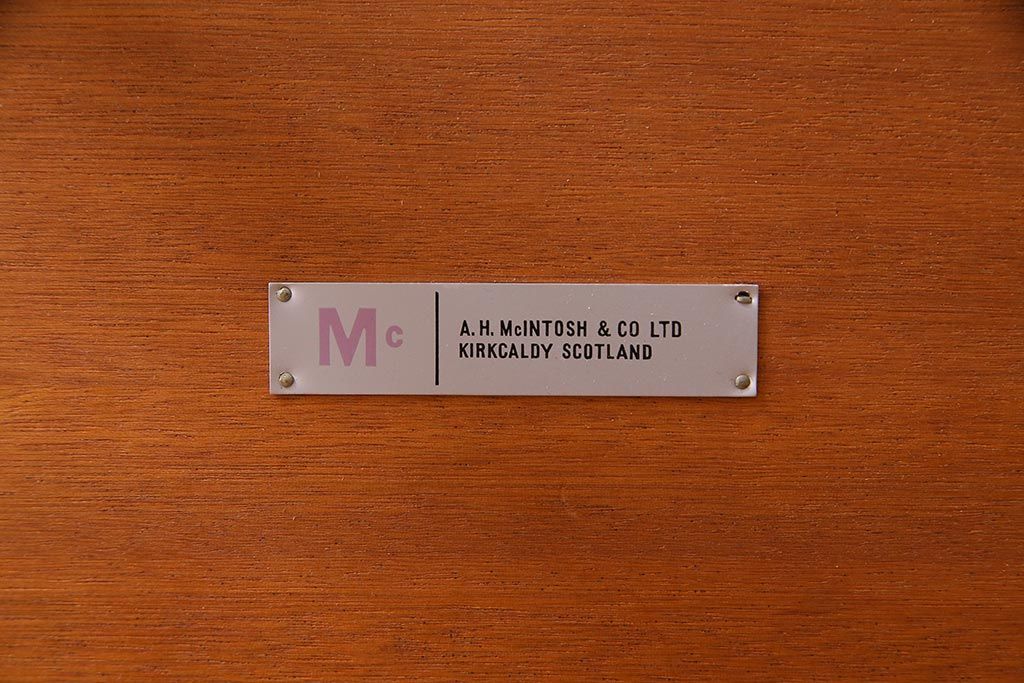 Mc
A. H. McINTOSH & CO LTD
KIRKCALDY SCOTLAND